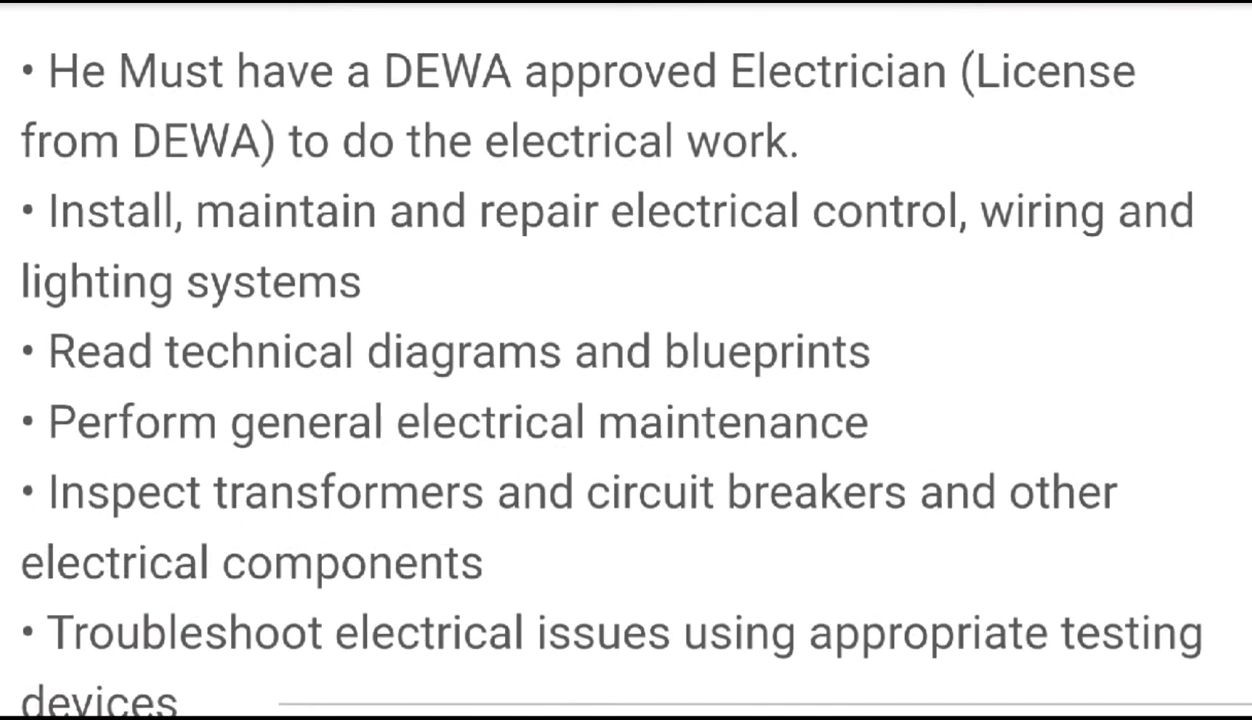 • He Must have a DEWA approved Electrician (License
from DEWA) to do the electrical work.
• Install, maintain and repair electrical control, wiring and
lighting systems
• Read technical diagrams and blueprints
• Perform general electrical maintenance
• Inspect transformers and circuit breakers and other
electrical components
• Troubleshoot electrical issues using appropriate testing
devices